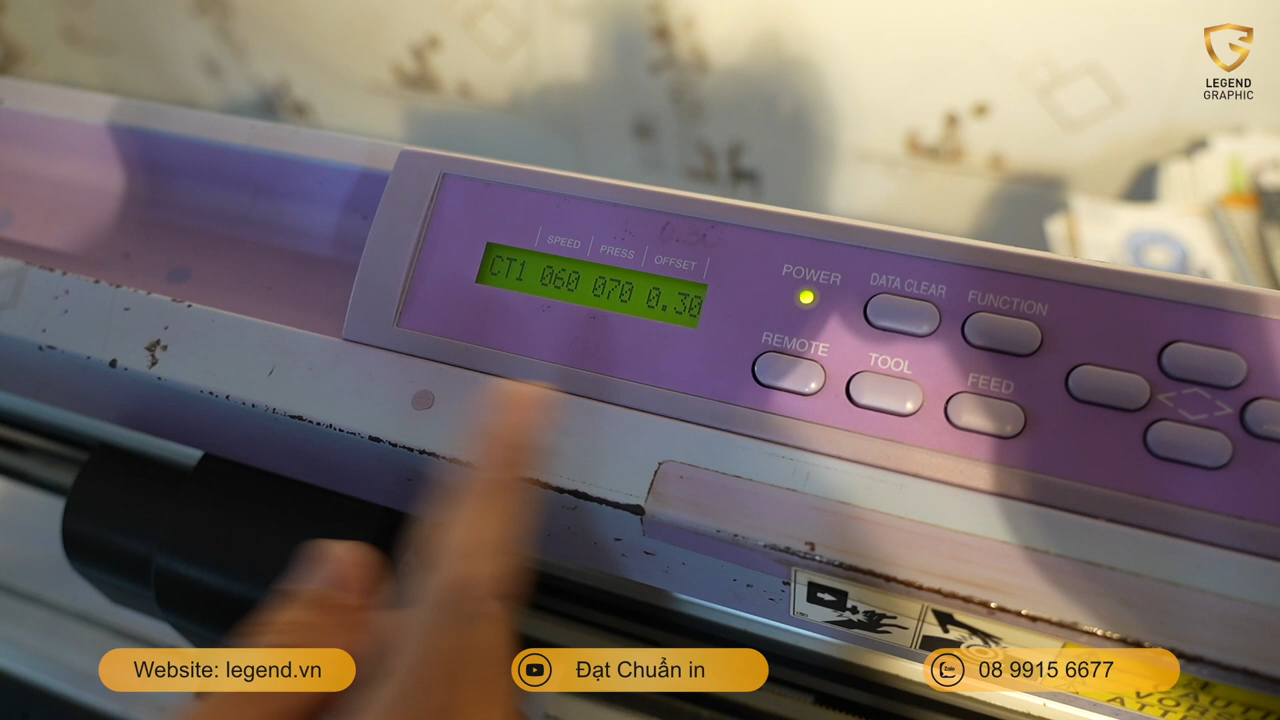 LEGEND
GRAPHIC
SPEED PRESS OFFSET
CT1 060 070 0.30
POWER
DATA CLEAR
FUNCTION
REMOTE
TOOL
FEED
Website: legend.vn
Đạt Chuẩn in
Zalo
08 9915 6677